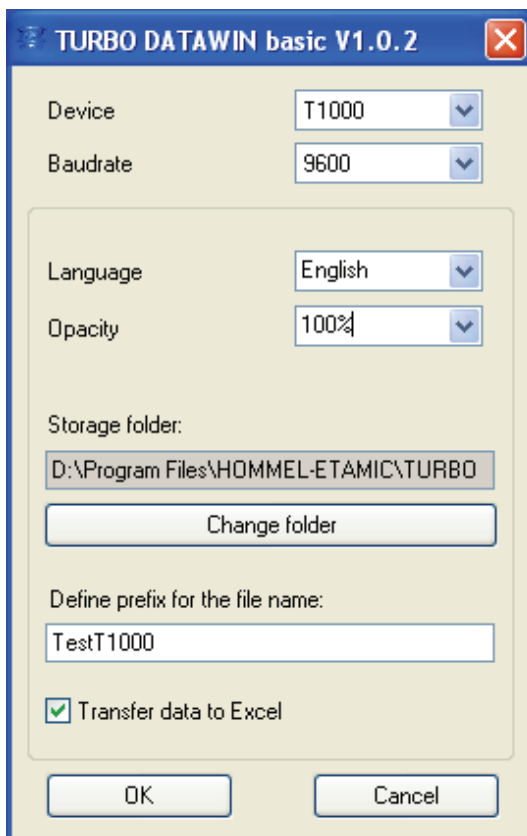 TURBO DATAWIN basic V1.0.2
Device T1000
Baudrate 9600
Language English
Opacity 100%
Storage folder:
D:\Program Files\HOMMEL-ETAMIC\TURBO
Change folder
Define prefix for the file name:
TestT1000
Transfer data to Excel
OK Cancel